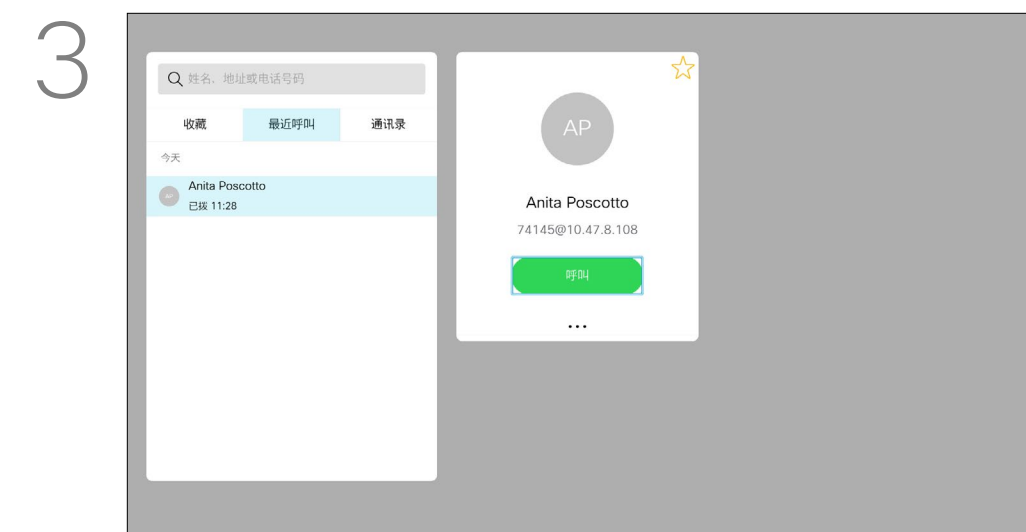 3
姓名、地址或电话号码
收藏 最近呼叫 通讯录
今天
AP Anita Poscotto
已拨 11:28
AP
Anita Poscotto
74145@10.47.8.108
呼叫
...